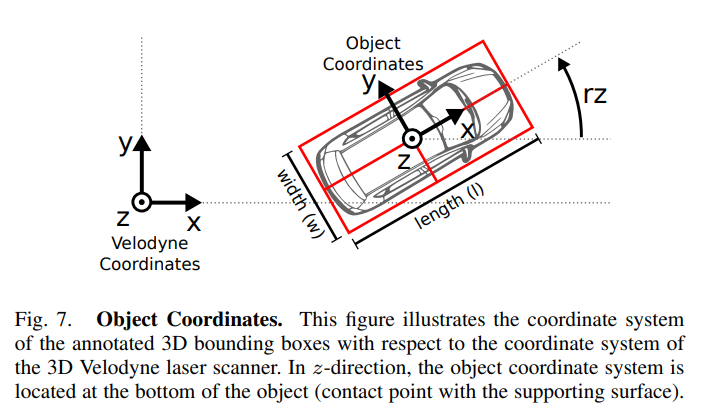 Object
Coordinates
y
x
z
rz
y
z
x
Velodyne
Coordinates
width (w)
length (l)
Fig. 7. Object Coordinates. This figure illustrates the coordinate system
of the annotated 3D bounding boxes with respect to the coordinate system of
the 3D Velodyne laser scanner. In z-direction, the object coordinate system is
located at the bottom of the object (contact point with the supporting surface).